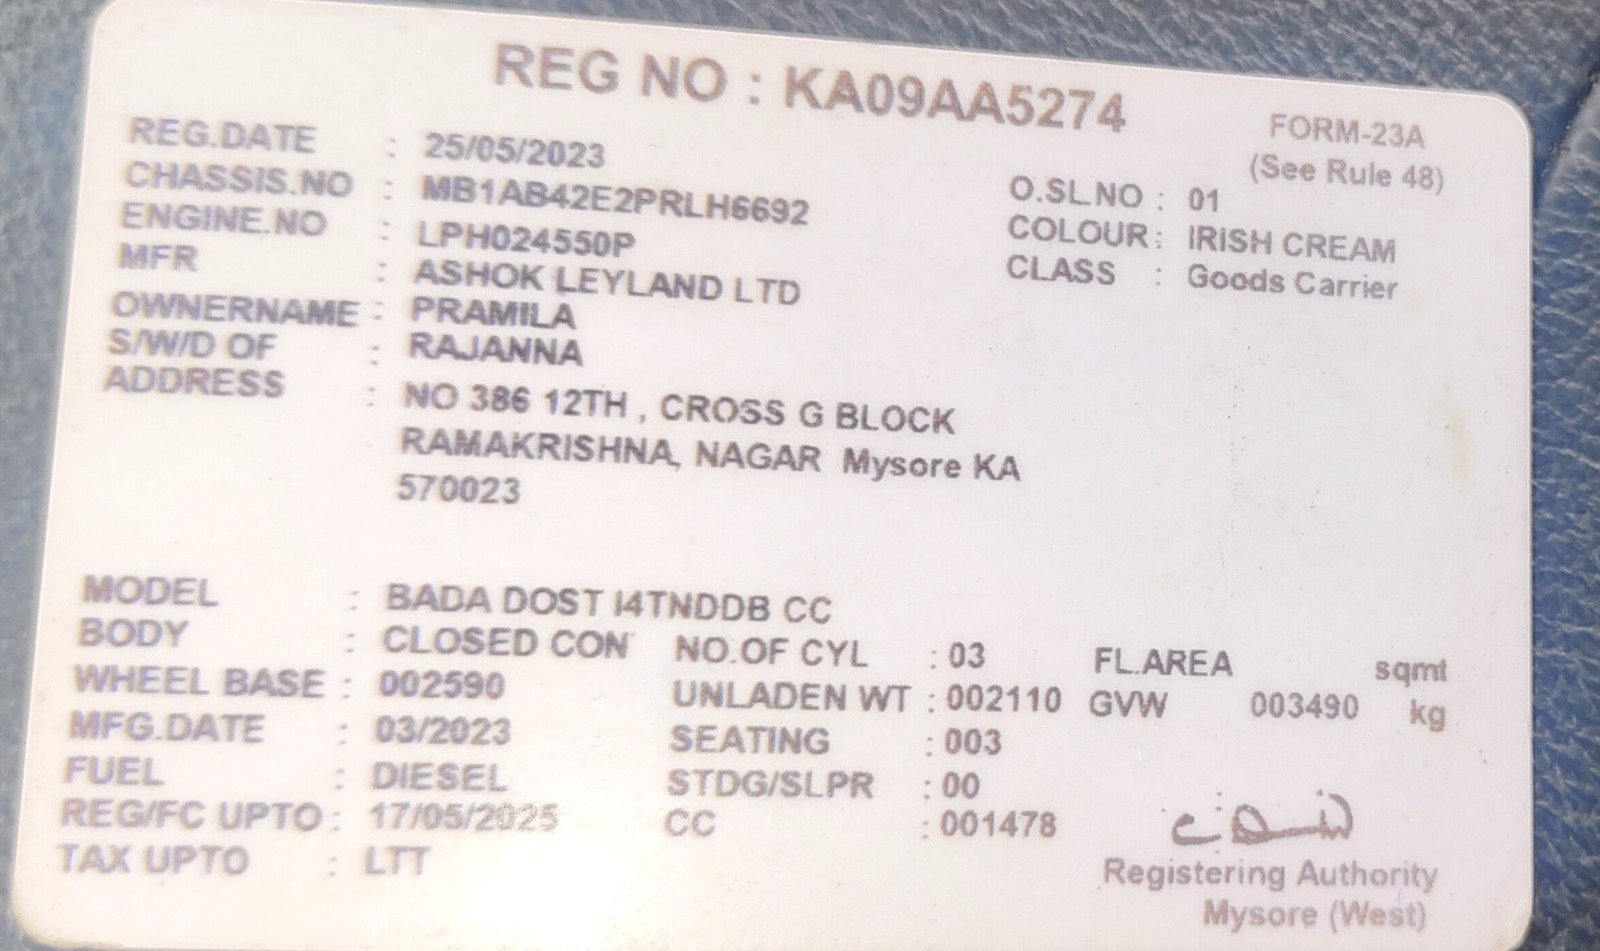 REG NO : KA09AA5274
FORM-23A
(See Rule 48)
REG.DATE : 25/05/2023
CHASSIS.NO : MB1AB42E2PRLH6692 O.SL.NO : 01
ENGINE.NO : LPH024550P COLOUR : IRISH CREAM
MFR : ASHOK LEYLAND LTD CLASS : Goods Carrier
OWNERNAME : PRAMILA
S/W/D OF : RAJANNA
ADDRESS : NO 386 12TH , CROSS G BLOCK
RAMAKRISHNA, NAGAR Mysore KA
570023
MODEL : BADA DOST I4TNDDB CC
BODY : CLOSED CON NO.OF CYL : 03 FL.AREA sqmt
WHEEL BASE : 002590 UNLADEN WT : 002110 GVW 003490 kg
MFG.DATE : 03/2023 SEATING : 003
FUEL : DIESEL STDG/SLPR : 00
REG/FC UPTO : 17/05/2025 CC : 001478
TAX UPTO : LTT
Registering Authority
Mysore (West)